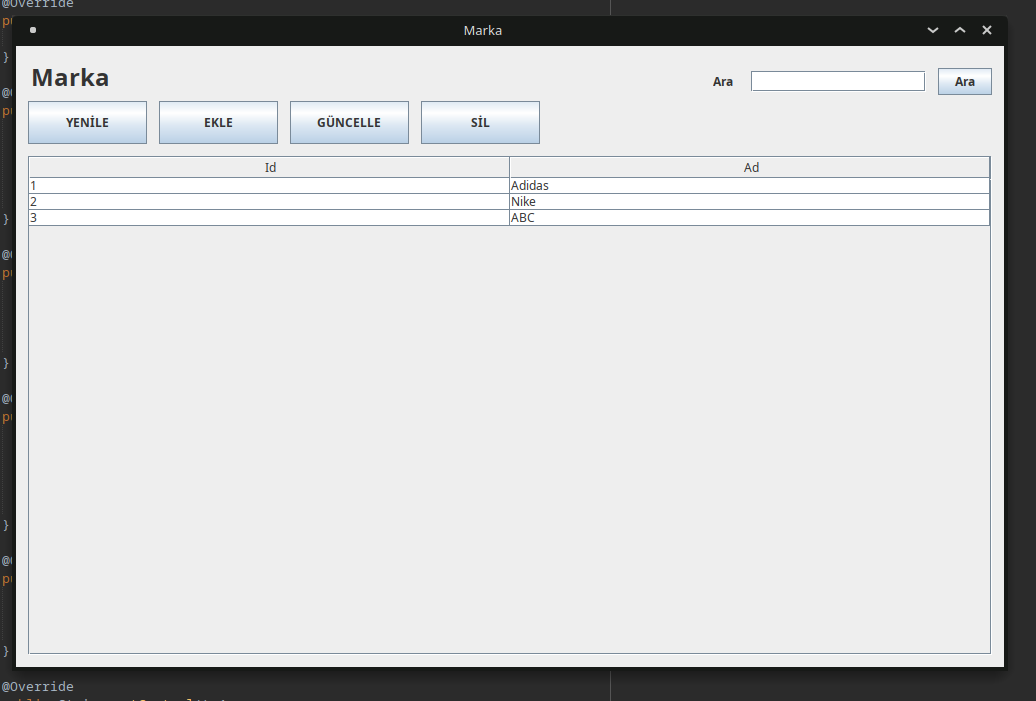 @Override
Marka
Marka
Ara
Ara
YENİLE
EKLE
GÜNCELLE
SİL
Id Ad
1 Adidas
2 Nike
3 ABC
}
}
}
}
}
@Override